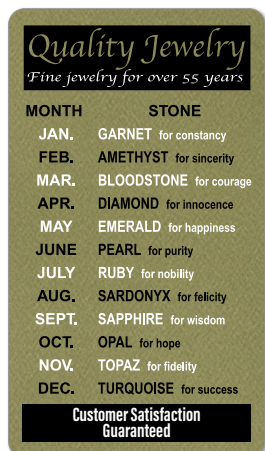 Quality Jewelry
Fine jewelry for over 55 years
MONTH STONE
JAN. GARNET for constancy
FEB. AMETHYST for sincerity
MAR. BLOODSTONE for courage
APR. DIAMOND for innocence
MAY EMERALD for happiness
JUNE PEARL for purity
JULY RUBY for nobility
AUG. SARDONYX for felicity
SEPT. SAPPHIRE for wisdom
OCT. OPAL for hope
NOV. TOPAZ for fidelity
DEC. TURQUOISE for success
Customer Satisfaction
Guaranteed